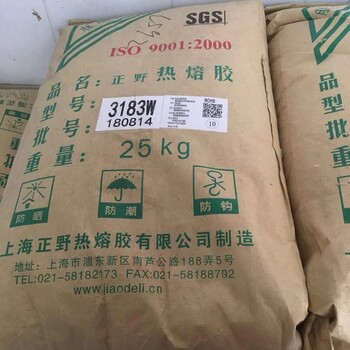 SGS
ISO 9001:2000
品名：正野热熔胶
型号：3183W
批号：180814
重量：25kg
ROHS
10
防晒
防潮
防钩
上海正野热熔胶有限公司制造
地址：上海市浦东新区南芦公路188弄5号
TEL:021-58182173 FAX:021-58188792
www.jiaodeli.cn
品
型
批
重